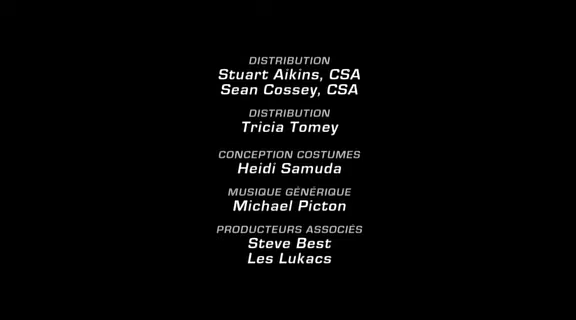 DISTRIBUTION
Stuart Aikins, CSA
Sean Cossey, CSA
DISTRIBUTION
Tricia Tomey
CONCEPTION COSTUMES
Heidi Samuda
MUSIQUE GÉNÉRIQUE
Michael Picton
PRODUCTEURS ASSOCIÉS
Steve Best
Les Lukacs